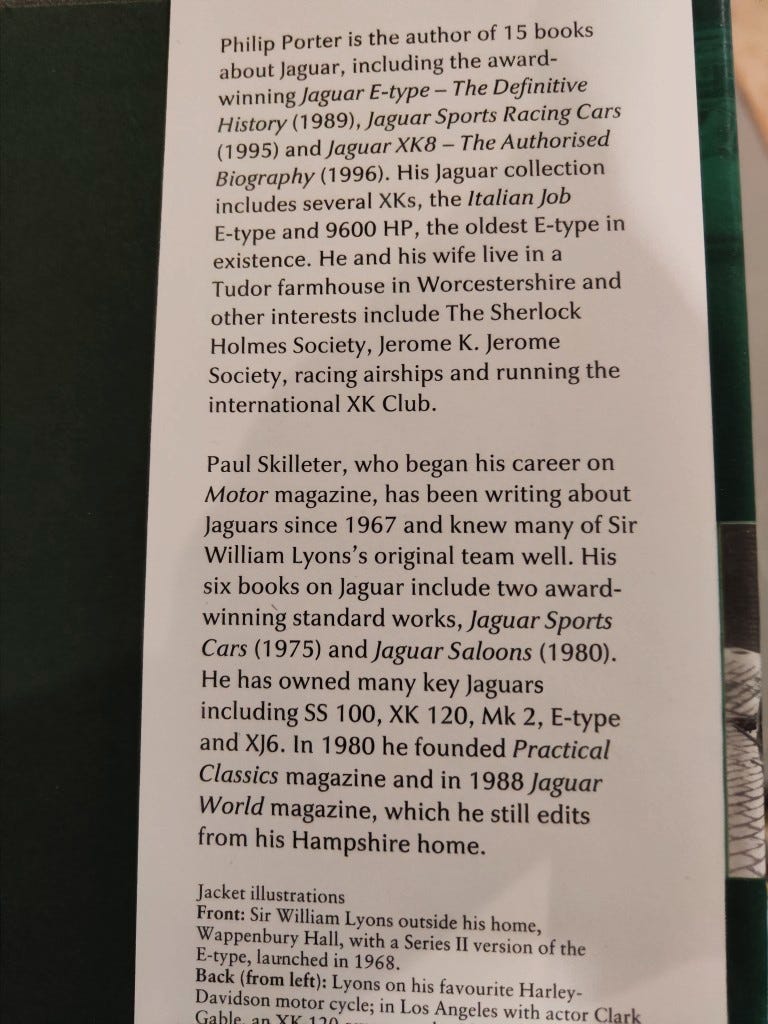 Philip Porter is the author of 15 books
about Jaguar, including the award-
winning Jaguar E-type – The Definitive
History (1989), Jaguar Sports Racing Cars
(1995) and Jaguar XK8 – The Authorised
Biography (1996). His Jaguar collection
includes several XKs, the Italian Job
E-type and 9600 HP, the oldest E-type in
existence. He and his wife live in a
Tudor farmhouse in Worcestershire and
other interests include The Sherlock
Holmes Society, Jerome K. Jerome
Society, racing airships and running the
international XK Club.
Paul Skilleter, who began his career on
Motor magazine, has been writing about
Jaguars since 1967 and knew many of Sir
William Lyons's original team well. His
six books on Jaguar include two award-
winning standard works, Jaguar Sports
Cars (1975) and Jaguar Saloons (1980).
He has owned many key Jaguars
including SS 100, XK 120, Mk 2, E-type
and XJ6. In 1980 he founded Practical
Classics magazine and in 1988 Jaguar
World magazine, which he still edits
from his Hampshire home.
Jacket illustrations
Front: Sir William Lyons outside his home,
Wappenbury Hall, with a Series II version of the
E-type, launched in 1968.
Back (from left): Lyons on his favourite Harley-
Davidson motor cycle; in Los Angeles with actor Clark
Gable, an XK 120